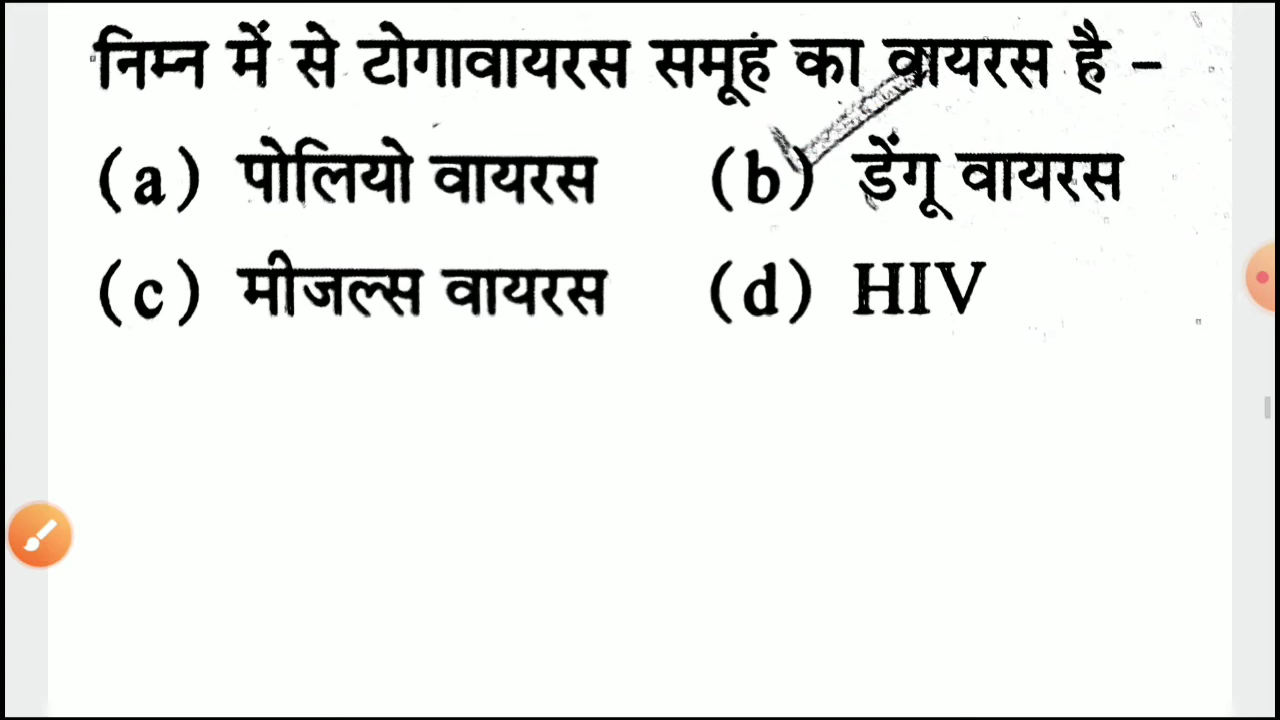 निम्न में से टोगावायरस समूहं का वायरस है –
(a) पोलियो वायरस (b) डेंगू वायरस
(c) मीजल्स वायरस (d) HIV